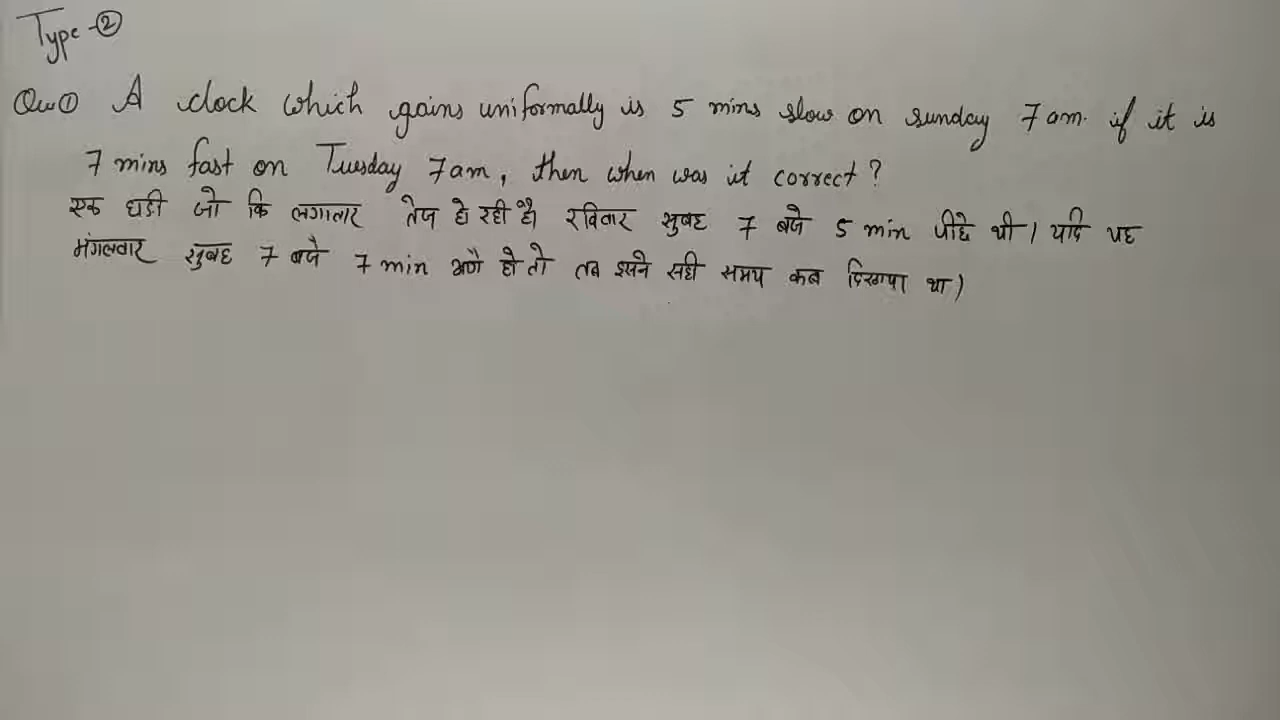 Type-②
Qu① A clock which gains uniformally is 5 mins slow on sunday 7 am. if it is
7 mins fast on Tuesday 7am, then when was it correct?
एक घडी जो कि लगातार तेज हो रही है। रविवार सुबह 7 बजे 5 min पीछे थी। यदि यह
मंगलवार सुबह 7 बजे 7 min आगे हो तो तब इसने सही समय कब दिखाया था)